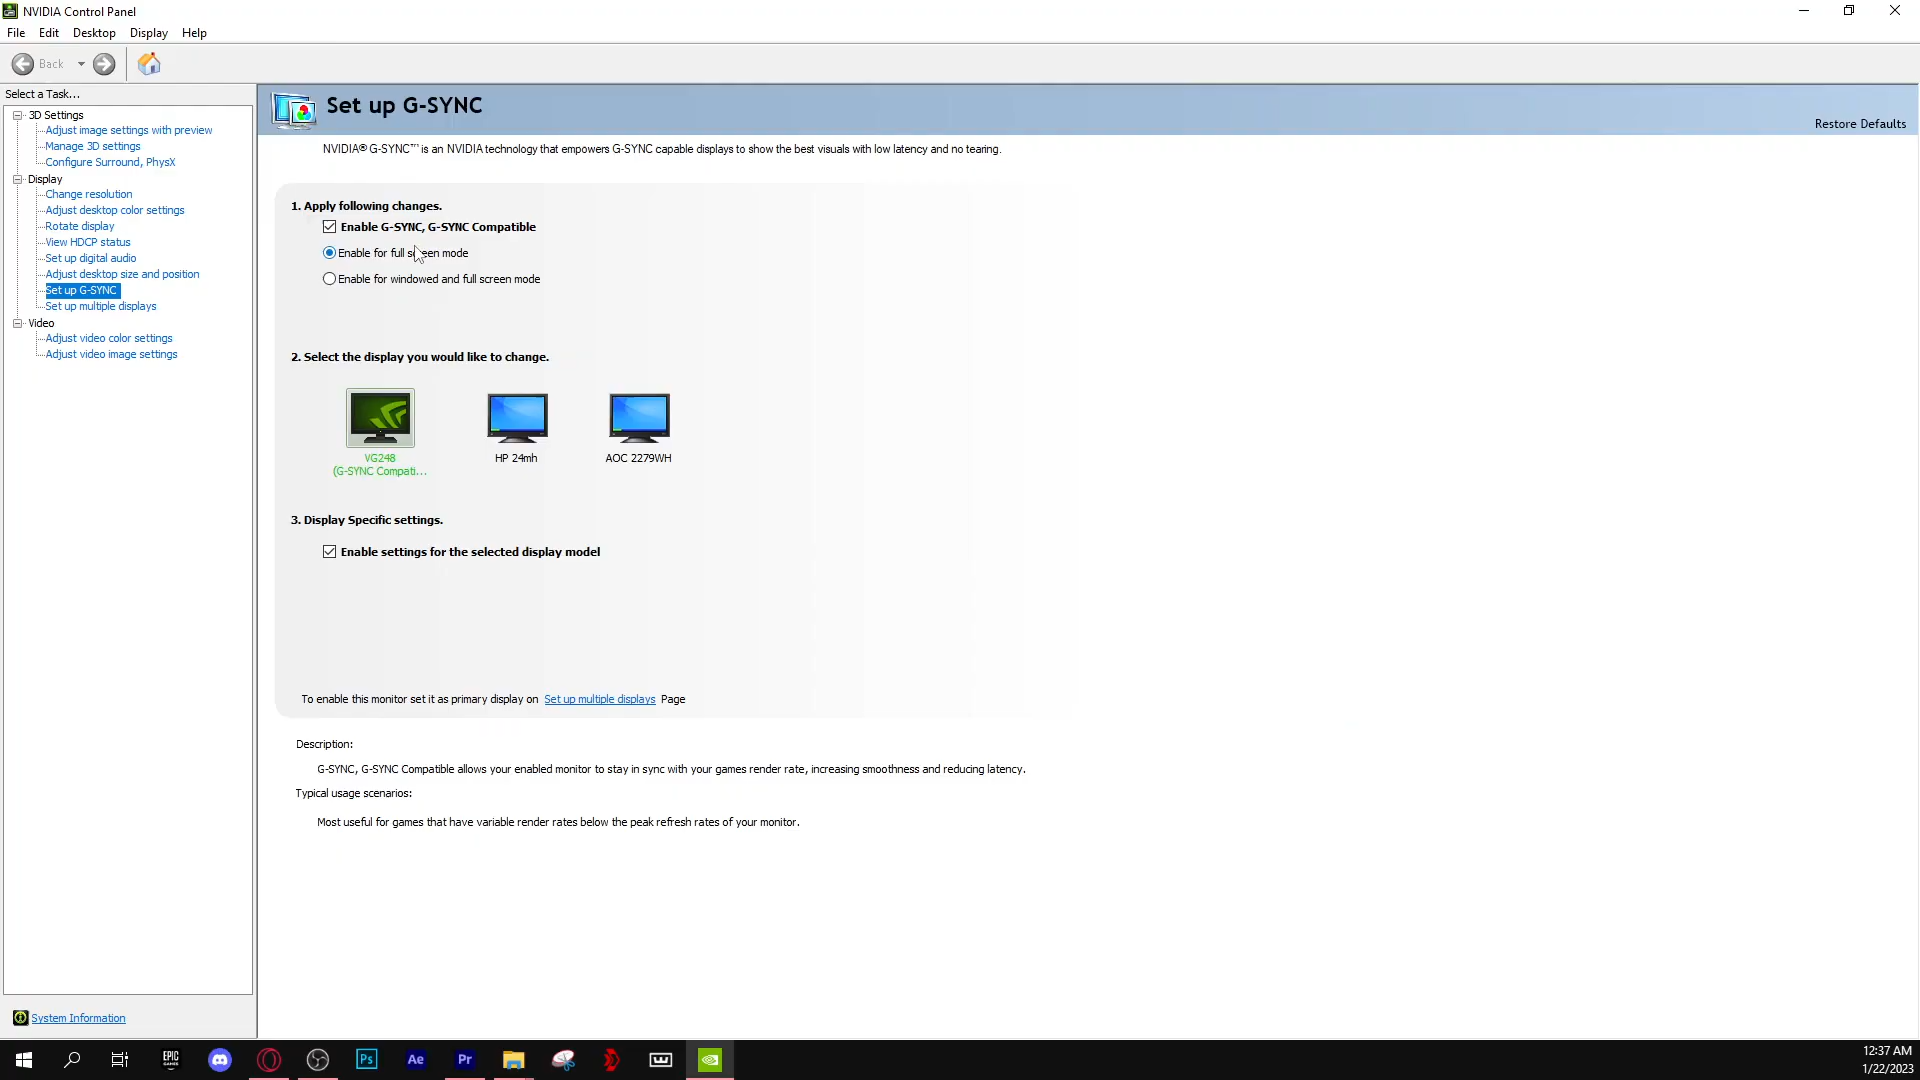 NVIDIA Control Panel
File Edit Desktop Display Help
Back
Select a Task...
3D Settings
Adjust image settings with preview
Manage 3D settings
Configure Surround, PhysX
Display
Change resolution
Adjust desktop color settings
Rotate display
View HDCP status
Set up digital audio
Adjust desktop size and position
Set up G-SYNC
Set up multiple displays
Video
Adjust video color settings
Adjust video image settings
System Information
Set up G-SYNC
Restore Defaults
NVIDIA® G-SYNC™ is an NVIDIA technology that empowers G-SYNC capable displays to show the best visuals with low latency and no tearing.
1. Apply following changes.
Enable G-SYNC, G-SYNC Compatible
Enable for full screen mode
Enable for windowed and full screen mode
2. Select the display you would like to change.
VG248
(G-SYNC Compati...
HP 24mh
AOC 2279WH
3. Display Specific settings.
Enable settings for the selected display model
To enable this monitor set it as primary display on Set up multiple displays Page
Description:
G-SYNC, G-SYNC Compatible allows your enabled monitor to stay in sync with your games render rate, increasing smoothness and reducing latency.
Typical usage scenarios:
Most useful for games that have variable render rates below the peak refresh rates of your monitor.
EPIC
GAMES
Ps
Ae
Pr
12:37 AM
1/22/2023